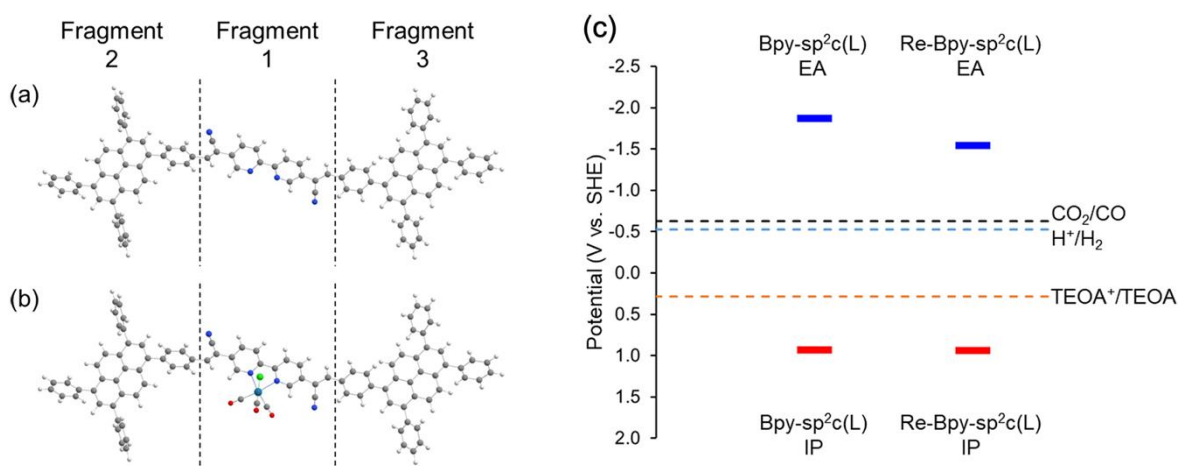 Fragment
2
Fragment
1
Fragment
3
(a)
(b)
(c)
Bpy-sp²c(L)
EA
Re-Bpy-sp²c(L)
EA
Potential (V vs. SHE)
-2.5
2.0
-1.5
-1.0
-0.5
0.0
0.5
1.0
1.5
2.0
CO₂/CO
H⁺/H₂
TEOA⁺/TEOA
Bpy-sp²c(L)
IP
Re-Bpy-sp²c(L)
IP